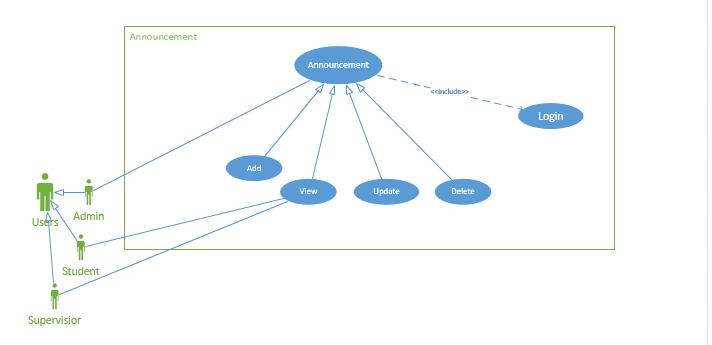 Announcement
Announcement
<<include>>
Login
Add
View
Update
Delete
Users
Admin
Student
Supervisior